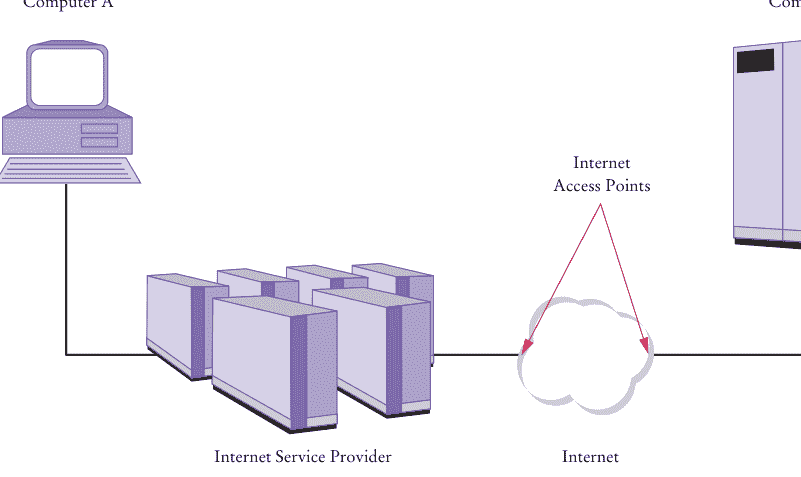 Computer A
Internet
Access Points
Internet Service Provider
Internet